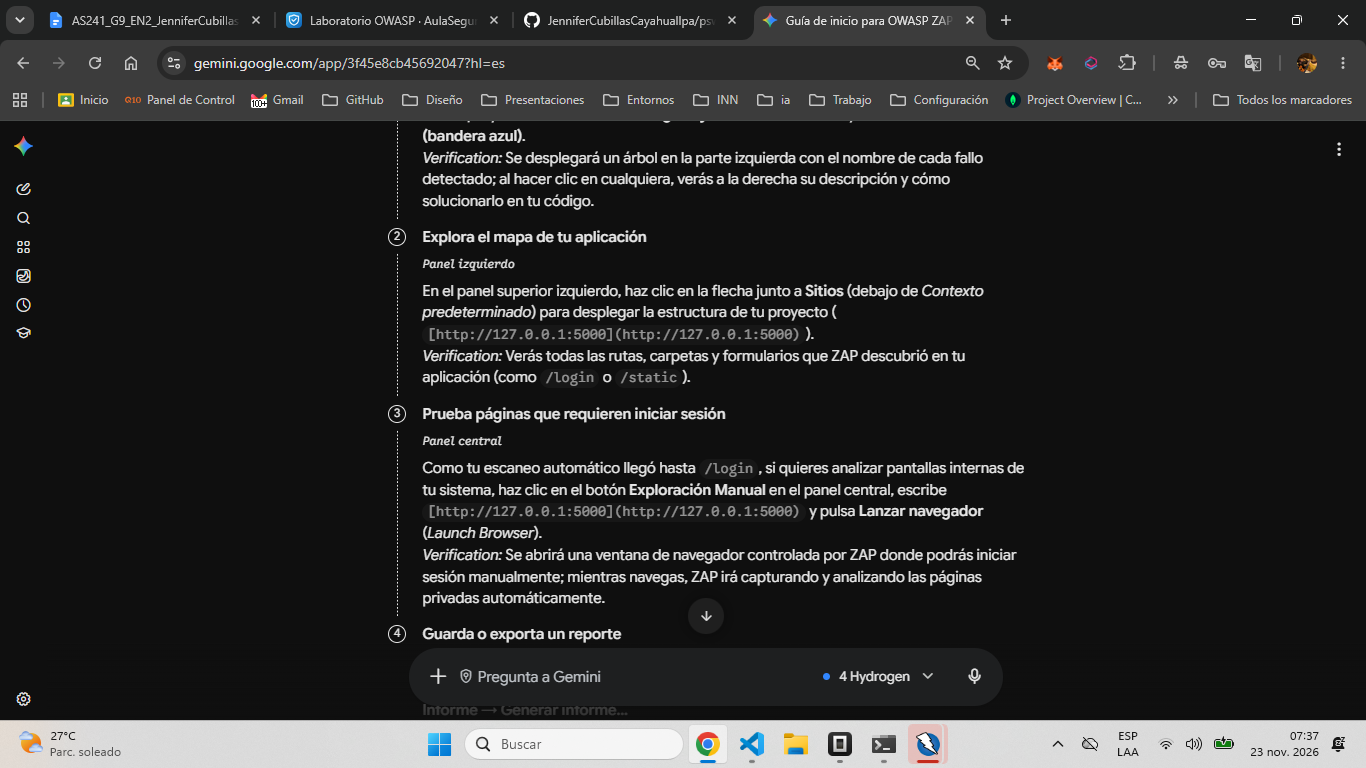 AS241_G9_EN2_JenniferCubillas
Laboratorio OWASP · AulaSegu
JenniferCubillasCayahuallpa/ps
Guía de inicio para OWASP ZAP
gemini.google.com/app/3f45e8cb45692047?hl=es
Inicio
Panel de Control
Gmail
GitHub
Diseño
Presentaciones
Entornos
INN
ia
Trabajo
Configuración
Project Overview | C...
Todos los marcadores
(bandera azul).
Verification: Se desplegará un árbol en la parte izquierda con el nombre de cada fallo
detectado; al hacer clic en cualquiera, verás a la derecha su descripción y cómo
solucionarlo en tu código.
2 Explora el mapa de tu aplicación
Panel izquierdo
En el panel superior izquierdo, haz clic en la flecha junto a Sitios (debajo de Contexto
predeterminado) para desplegar la estructura de tu proyecto (
[http://127.0.0.1:5000](http://127.0.0.1:5000) ).
Verification: Verás todas las rutas, carpetas y formularios que ZAP descubrió en tu
aplicación (como /login o /static ).
3 Prueba páginas que requieren iniciar sesión
Panel central
Como tu escaneo automático llegó hasta /login , si quieres analizar pantallas internas de
tu sistema, haz clic en el botón Exploración Manual en el panel central, escribe
[http://127.0.0.1:5000](http://127.0.0.1:5000) y pulsa Lanzar navegador
(Launch Browser).
Verification: Se abrirá una ventana de navegador controlada por ZAP donde podrás iniciar
sesión manualmente; mientras navegas, ZAP irá capturando y analizando las páginas
privadas automáticamente.
4 Guarda o exporta un reporte
Pregunta a Gemini
4 Hydrogen
Informe → Generar informe...
27°C
Parc. soleado
Buscar
ESP
LAA
07:37
23 nov. 2026